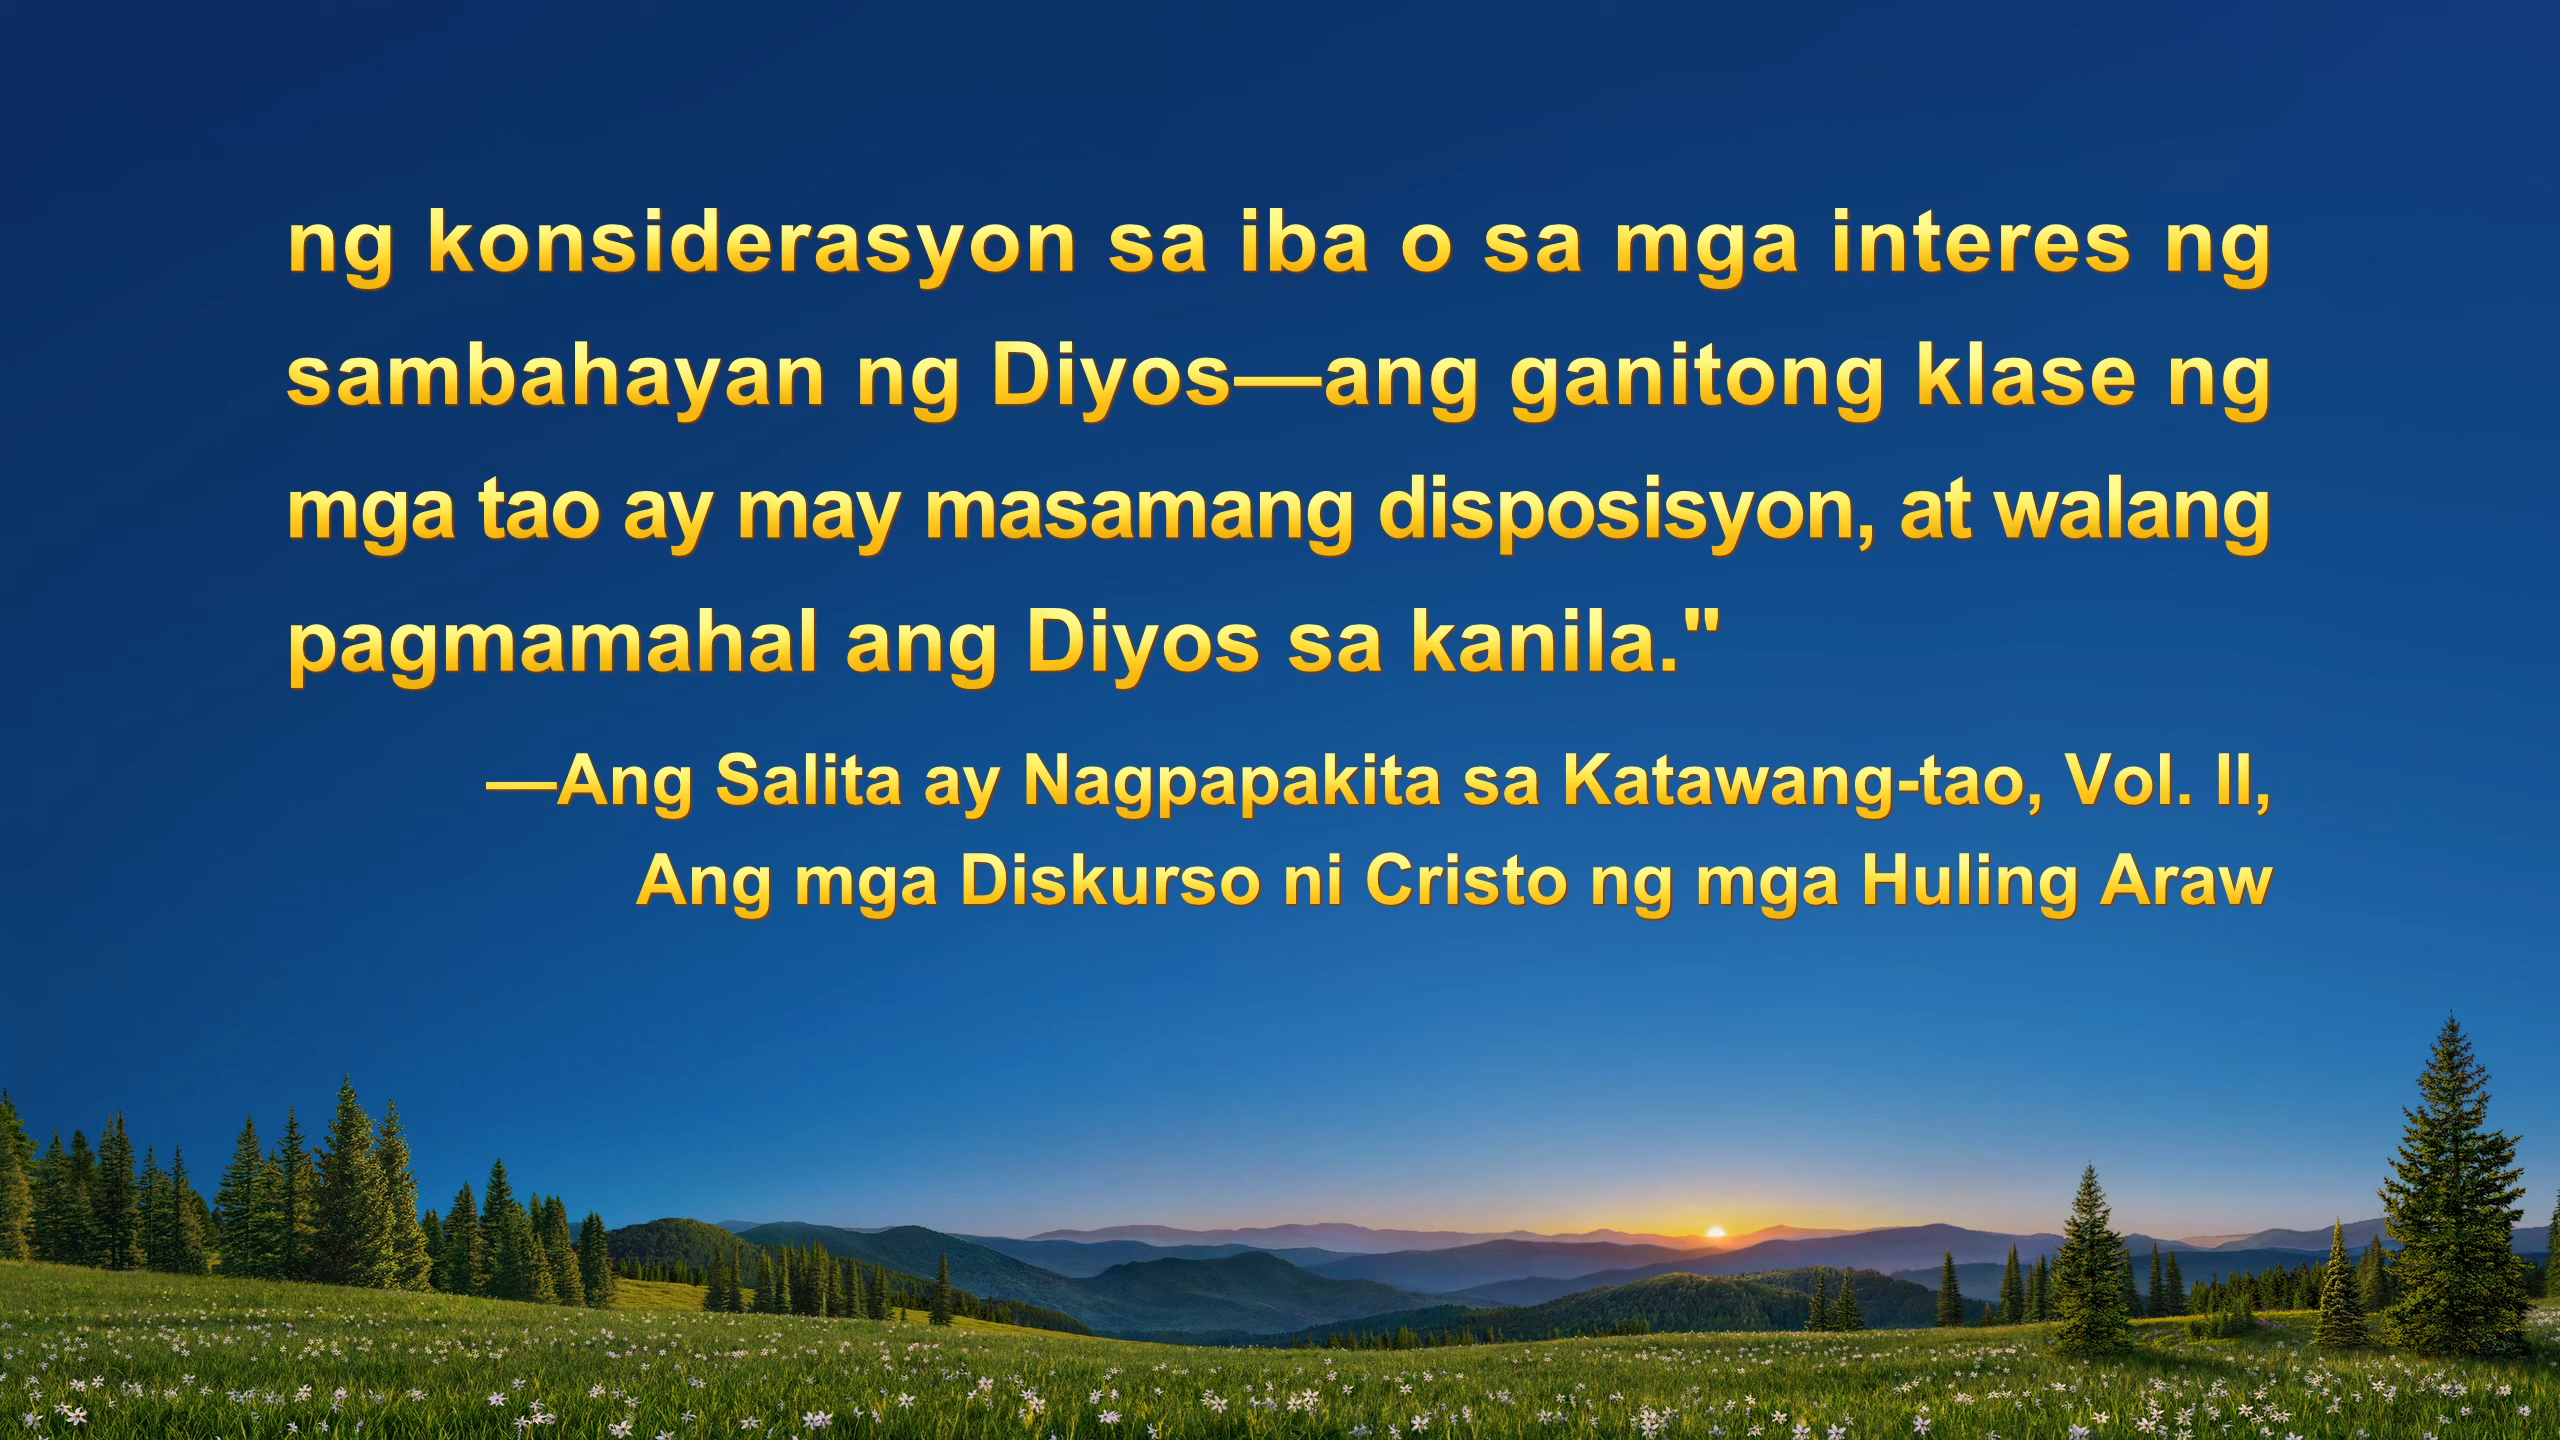 ng konsiderasyon sa iba o sa mga interes ng
sambahayan ng Diyos—ang ganitong klase ng
mga tao ay may masamang disposisyon, at walang
pagmamahal ang Diyos sa kanila."
—Ang Salita ay Nagpapakita sa Katawang-tao, Vol. II,
Ang mga Diskurso ni Cristo ng mga Huling Araw